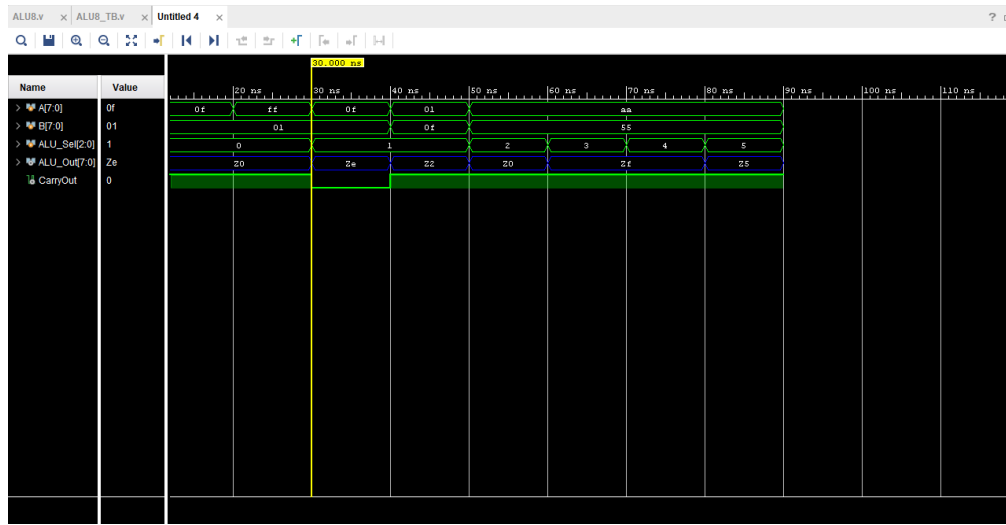 ALU8.v × ALU8_TB.v × Untitled 4 × ?
30.000 ns
Name Value
20 ns 30 ns 40 ns 50 ns 60 ns 70 ns 80 ns 90 ns 100 ns 110 ns
> A[7:0] 0f 0f ff 0f 01 aa
> B[7:0] 01 01 0f 55
> ALU_Sel[2:0] 1 0 1 2 3 4 5
> ALU_Out[7:0] Ze Z0 Ze Z2 Z0 Zf Z5
CarryOut 0